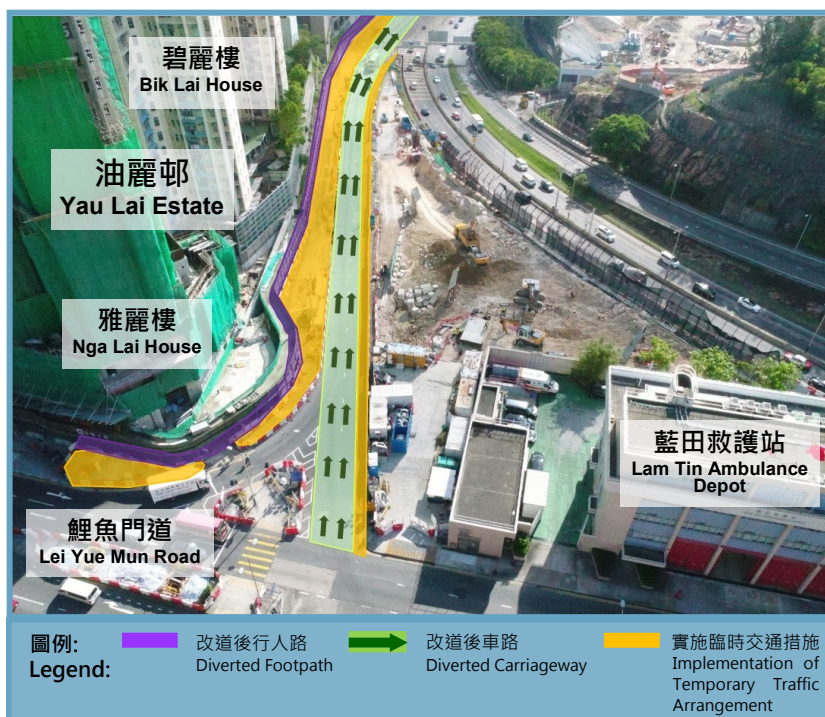 碧麗樓
Bik Lai House
油麗邨
Yau Lai Estate
雅麗樓
Nga Lai House
藍田救護站
Lam Tin Ambulance
Depot
鯉魚門道
Lei Yue Mun Road
圖例:
Legend:
改道後行人路
Diverted Footpath
改道後車路
Diverted Carriageway
實施臨時交通措施
Implementation of
Temporary Traffic
Arrangement